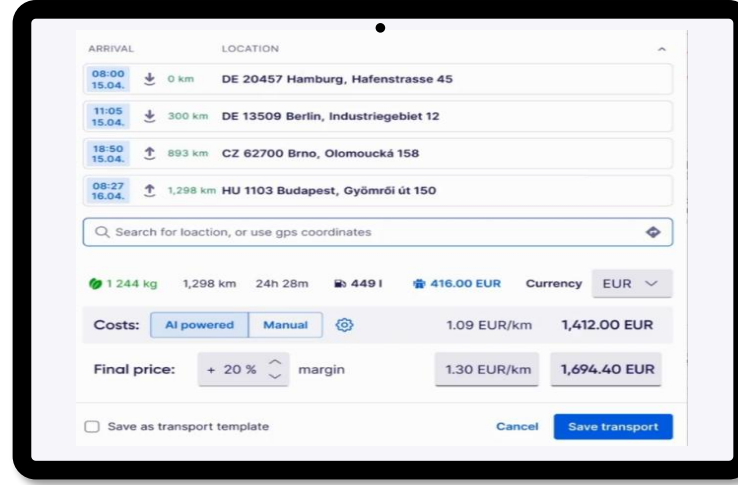 ARRIVAL LOCATION
08:00 15.04. 0 km DE 20457 Hamburg, Hafenstrasse 45
11:05 15.04. 300 km DE 13509 Berlin, Industriegebiet 12
18:50 15.04. 893 km CZ 62700 Brno, Olomoucká 158
08:27 16.04. 1,298 km HU 1103 Budapest, Gyömrői út 150
Search for loaction, or use gps coordinates
1 244 kg 1,298 km 24h 28m 449 l 416.00 EUR Currency EUR
Costs: AI powered Manual 1.09 EUR/km 1,412.00 EUR
Final price: + 20 % margin 1.30 EUR/km 1,694.40 EUR
Save as transport template Cancel Save transport